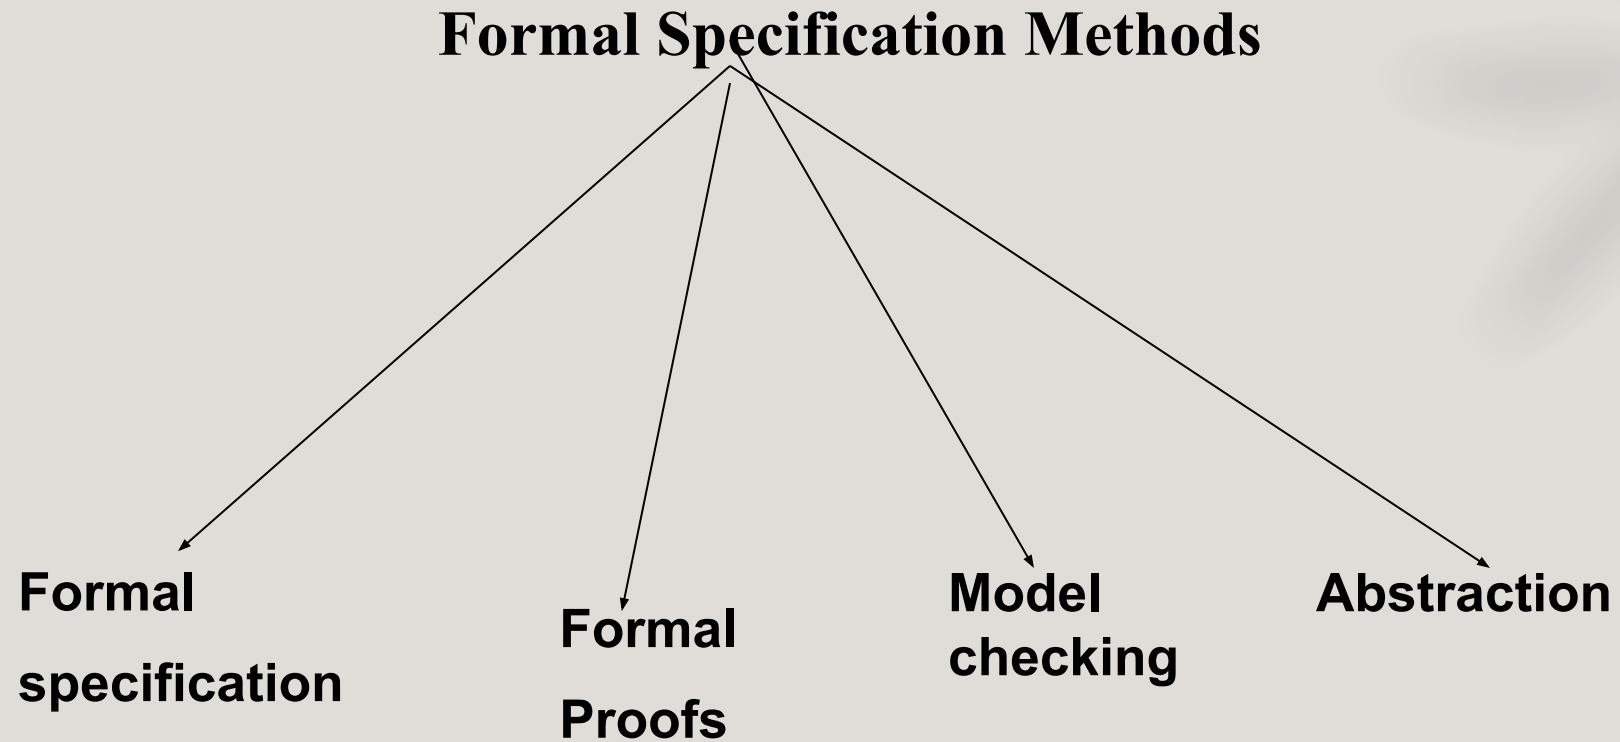 Formal Specification Methods
Formal
specification
Formal
Proofs
Model
checking
Abstraction